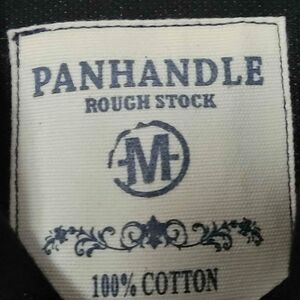 PANHANDLE
ROUGH STOCK
M
100% COTTON